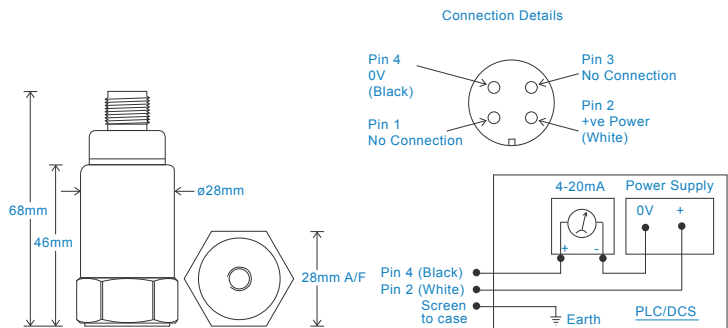 Connection Details
Pin 4
0V
(Black)
Pin 3
No Connection
Pin 1
No Connection
Pin 2
+ve Power
(White)
68mm
46mm
ø28mm
28mm A/F
4-20mA
Power Supply
0V
+
+
-
Pin 4 (Black)
Pin 2 (White)
Screen
to case
Earth
PLC/DCS